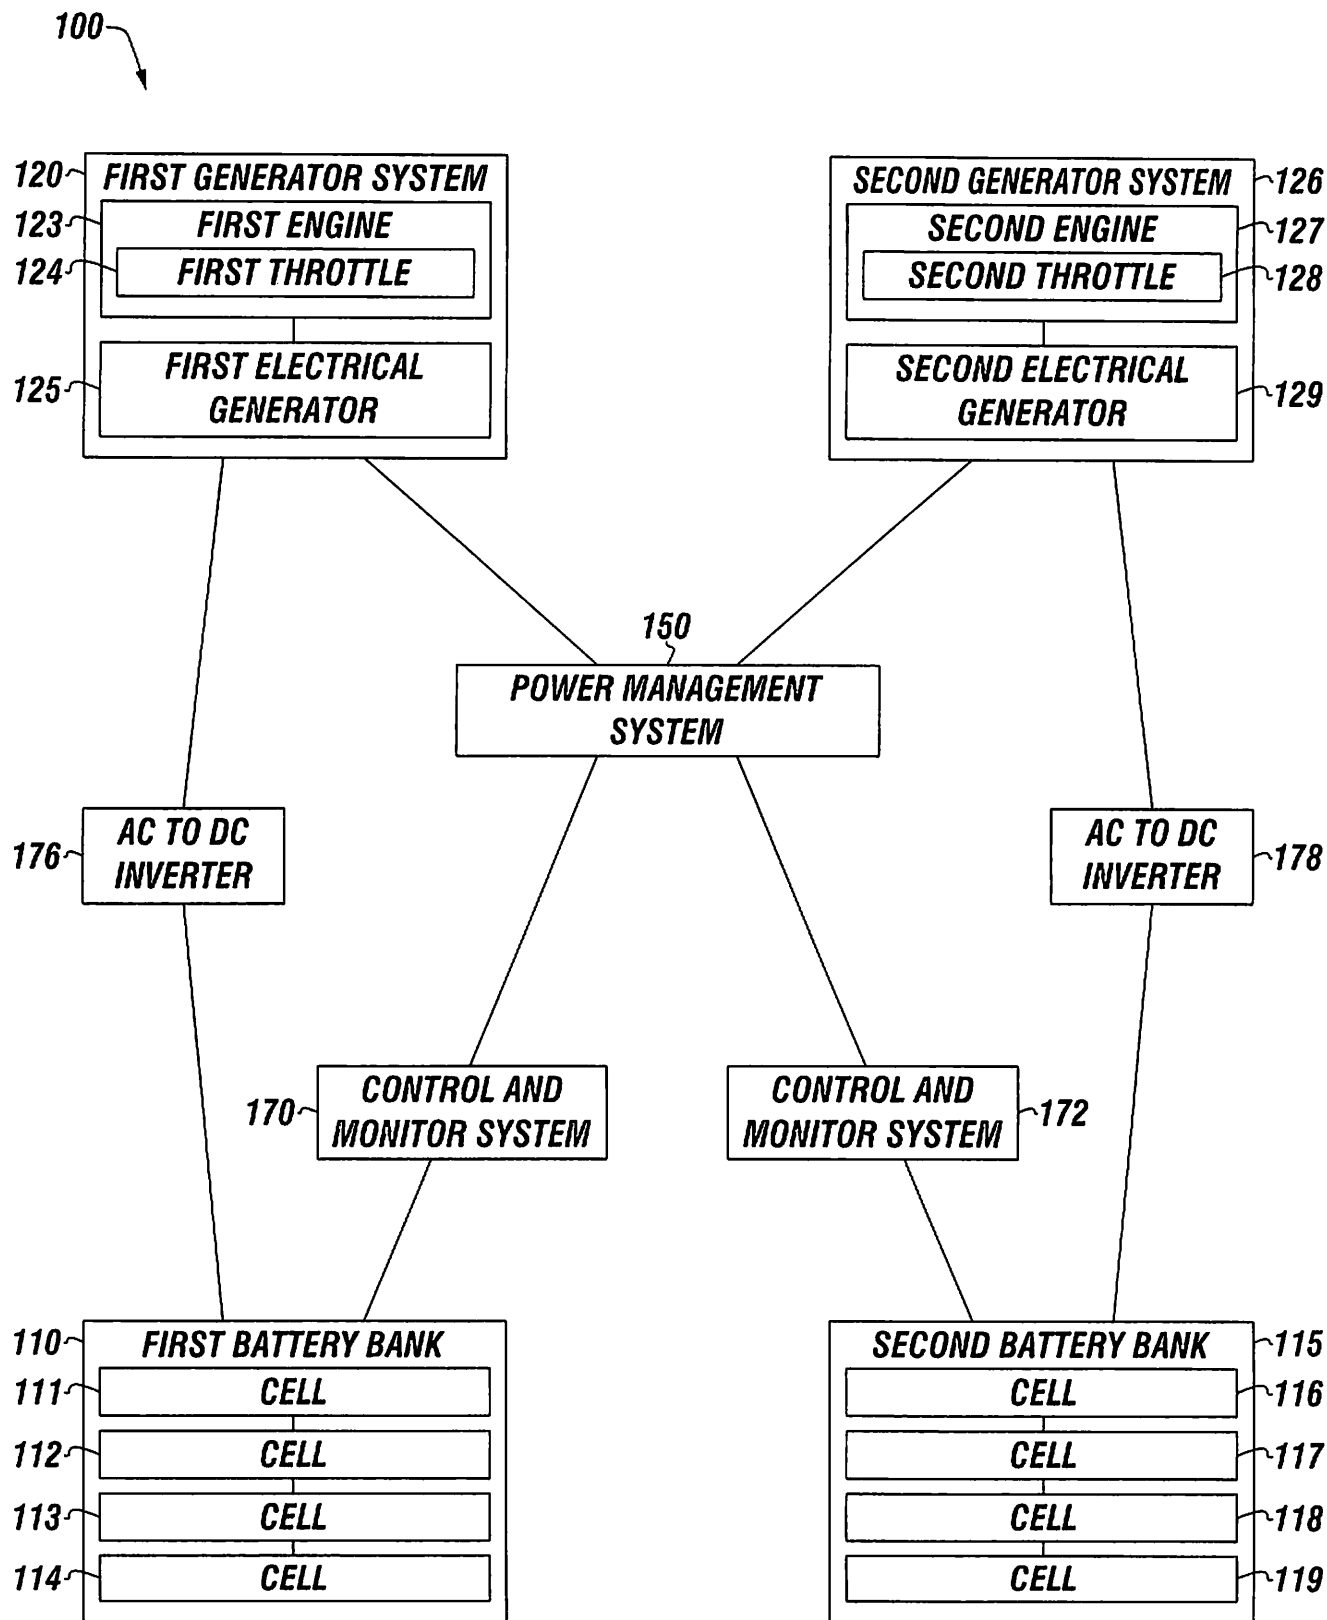 100
120
FIRST GENERATOR SYSTEM
123
FIRST ENGINE
124
FIRST THROTTLE
125
FIRST ELECTRICAL
GENERATOR
SECOND GENERATOR SYSTEM
126
SECOND ENGINE
127
SECOND THROTTLE
128
SECOND ELECTRICAL
GENERATOR
129
150
POWER MANAGEMENT
SYSTEM
176
AC TO DC
INVERTER
AC TO DC
INVERTER
178
170
CONTROL AND
MONITOR SYSTEM
CONTROL AND
MONITOR SYSTEM
172
110
FIRST BATTERY BANK
111
CELL
112
CELL
113
CELL
114
CELL
SECOND BATTERY BANK
115
CELL
116
CELL
117
CELL
118
CELL
119